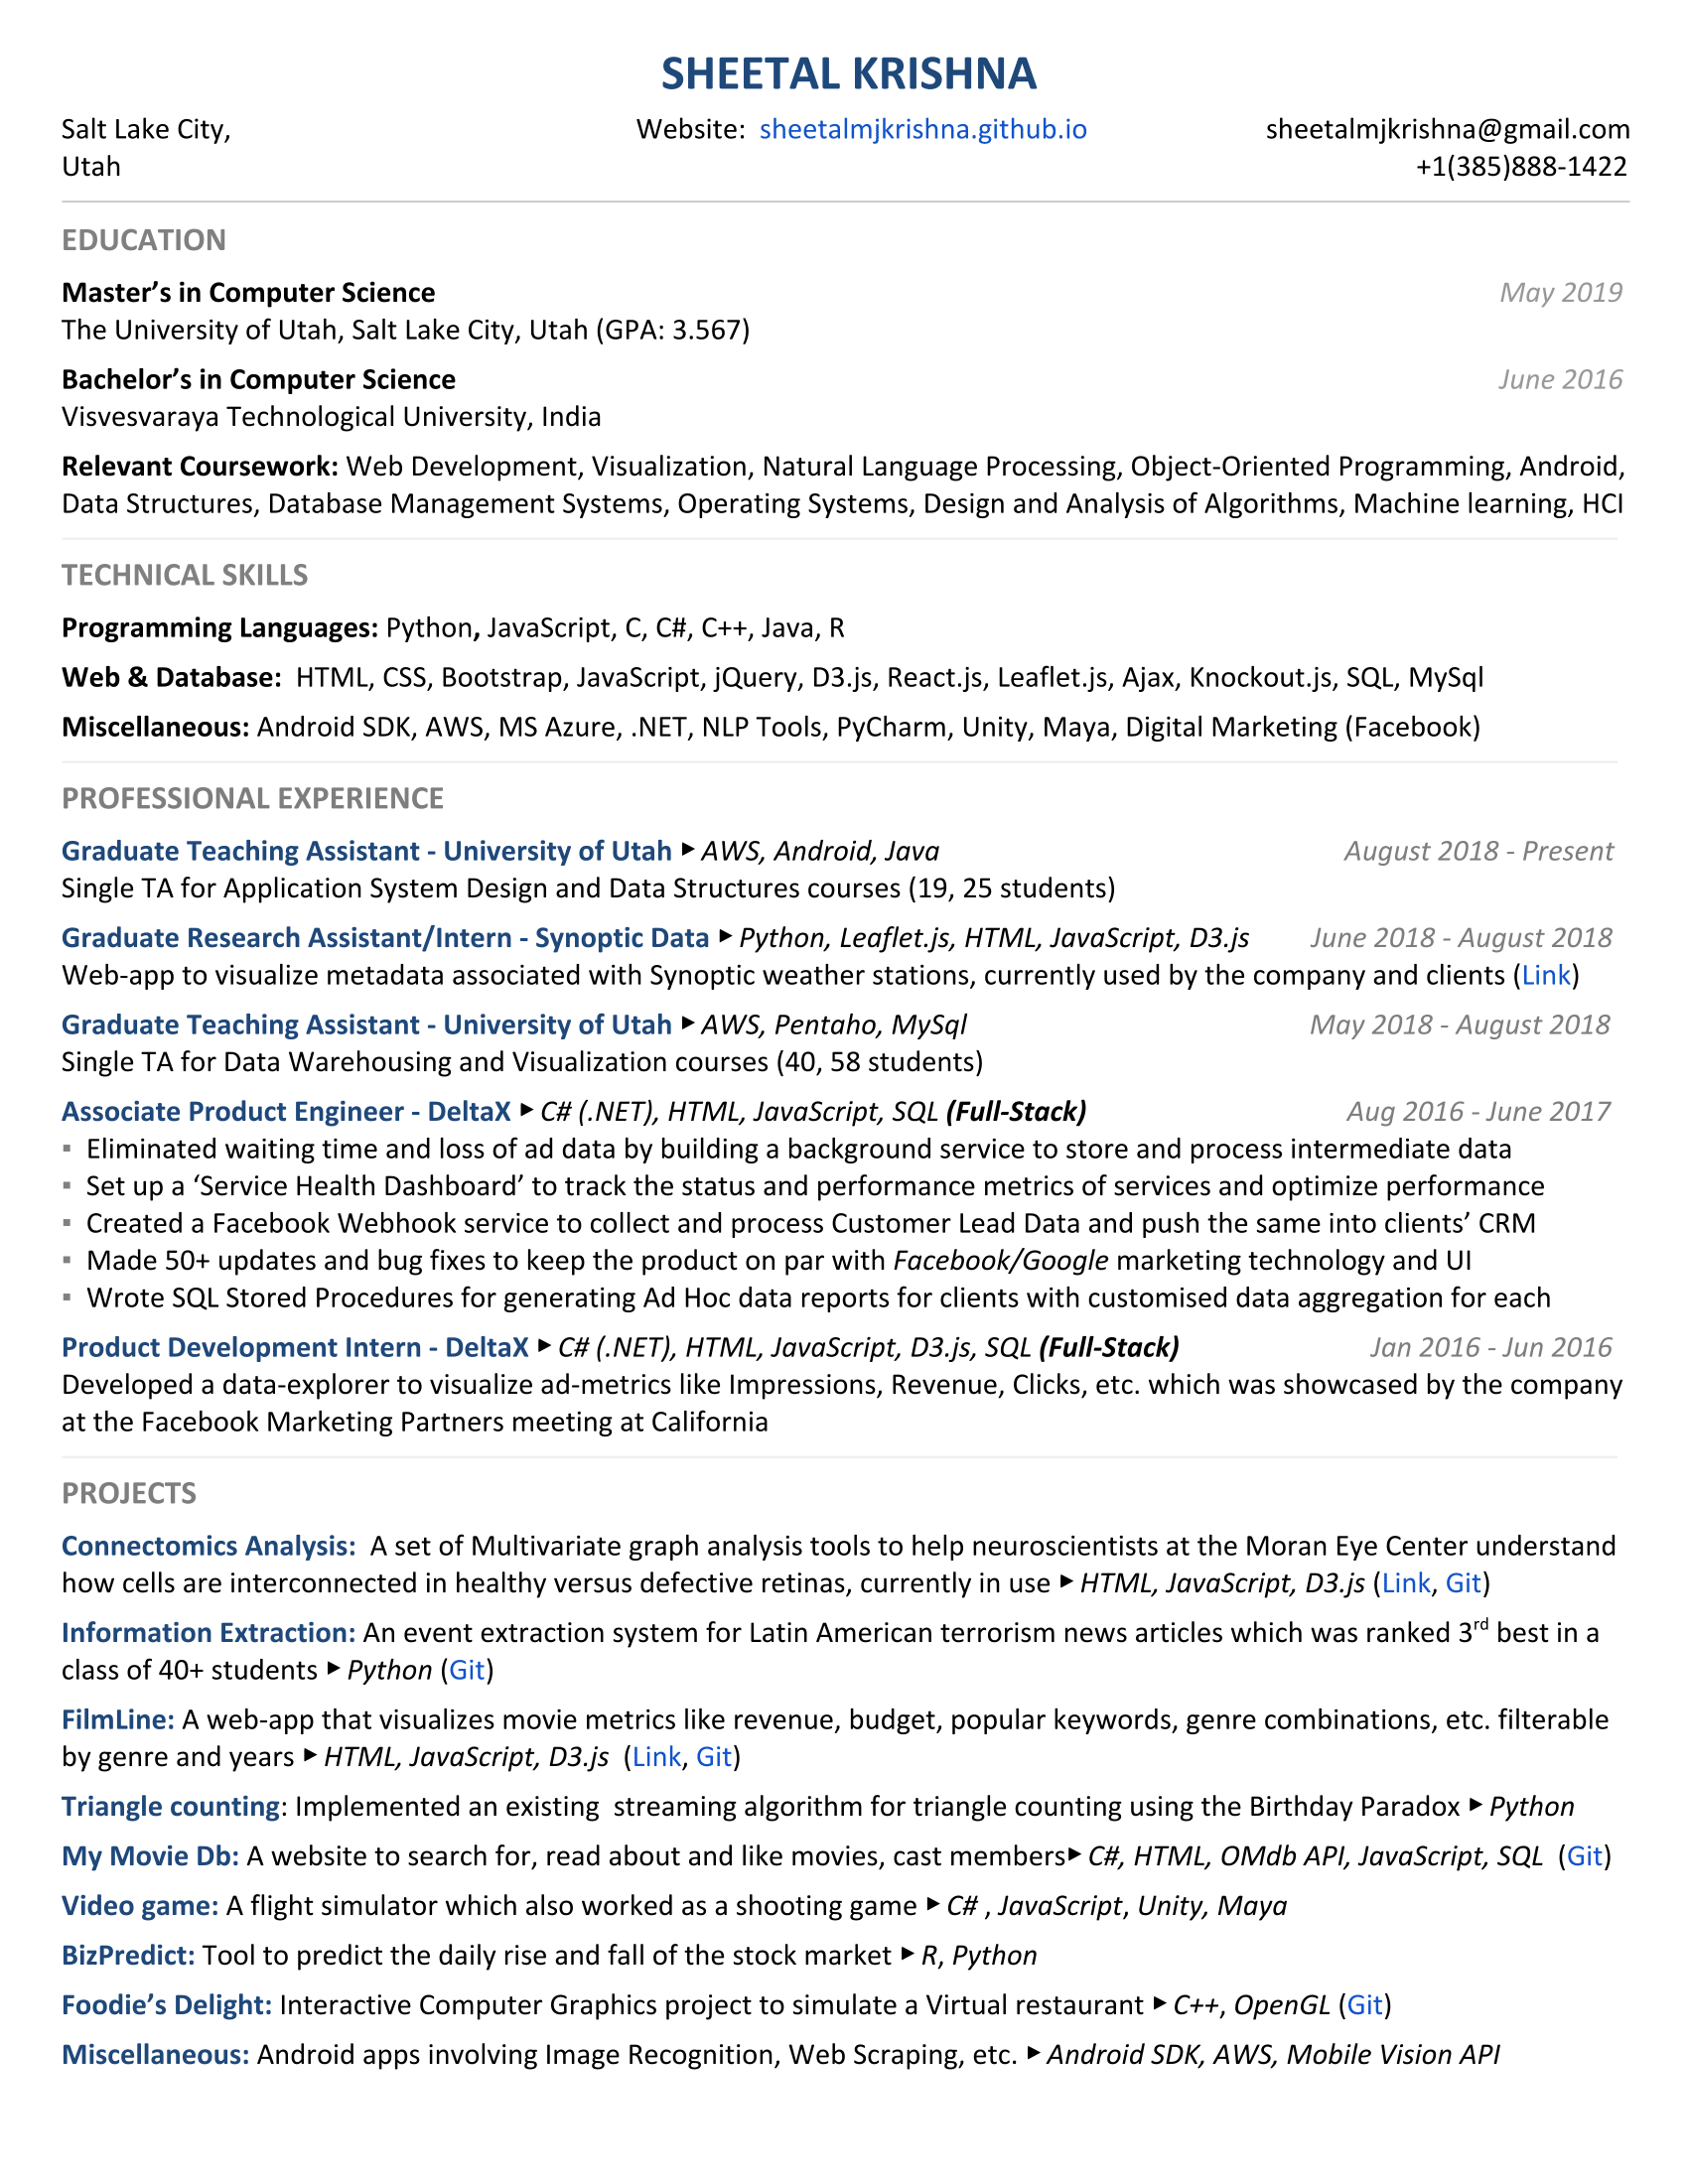 SHEETAL KRISHNA
Salt Lake City, Website: sheetalmjkrishna.github.io sheetalmjkrishna@gmail.com
Utah +1(385)888-1422
EDUCATION
Master’s in Computer Science May 2019
The University of Utah, Salt Lake City, Utah (GPA: 3.567)
Bachelor’s in Computer Science June 2016
Visvesvaraya Technological University, India
Relevant Coursework: Web Development, Visualization, Natural Language Processing, Object-Oriented Programming, Android,
Data Structures, Database Management Systems, Operating Systems, Design and Analysis of Algorithms, Machine learning, HCI
TECHNICAL SKILLS
Programming Languages: Python, JavaScript, C, C#, C++, Java, R
Web & Database: HTML, CSS, Bootstrap, JavaScript, jQuery, D3.js, React.js, Leaflet.js, Ajax, Knockout.js, SQL, MySql
Miscellaneous: Android SDK, AWS, MS Azure, .NET, NLP Tools, PyCharm, Unity, Maya, Digital Marketing (Facebook)
PROFESSIONAL EXPERIENCE
Graduate Teaching Assistant - University of Utah ▸ AWS, Android, Java August 2018 - Present
Single TA for Application System Design and Data Structures courses (19, 25 students)
Graduate Research Assistant/Intern - Synoptic Data ▸ Python, Leaflet.js, HTML, JavaScript, D3.js June 2018 - August 2018
Web-app to visualize metadata associated with Synoptic weather stations, currently used by the company and clients (Link)
Graduate Teaching Assistant - University of Utah ▸ AWS, Pentaho, MySql May 2018 - August 2018
Single TA for Data Warehousing and Visualization courses (40, 58 students)
Associate Product Engineer - DeltaX ▸ C# (.NET), HTML, JavaScript, SQL (Full-Stack) Aug 2016 - June 2017
▪ Eliminated waiting time and loss of ad data by building a background service to store and process intermediate data
▪ Set up a ‘Service Health Dashboard’ to track the status and performance metrics of services and optimize performance
▪ Created a Facebook Webhook service to collect and process Customer Lead Data and push the same into clients’ CRM
▪ Made 50+ updates and bug fixes to keep the product on par with Facebook/Google marketing technology and UI
▪ Wrote SQL Stored Procedures for generating Ad Hoc data reports for clients with customised data aggregation for each
Product Development Intern - DeltaX ▸ C# (.NET), HTML, JavaScript, D3.js, SQL (Full-Stack) Jan 2016 - Jun 2016
Developed a data-explorer to visualize ad-metrics like Impressions, Revenue, Clicks, etc. which was showcased by the company
at the Facebook Marketing Partners meeting at California
PROJECTS
Connectomics Analysis: A set of Multivariate graph analysis tools to help neuroscientists at the Moran Eye Center understand
how cells are interconnected in healthy versus defective retinas, currently in use ▸ HTML, JavaScript, D3.js (Link, Git)
Information Extraction: An event extraction system for Latin American terrorism news articles which was ranked 3rd best in a
class of 40+ students ▸ Python (Git)
FilmLine: A web-app that visualizes movie metrics like revenue, budget, popular keywords, genre combinations, etc. filterable
by genre and years ▸ HTML, JavaScript, D3.js (Link, Git)
Triangle counting: Implemented an existing streaming algorithm for triangle counting using the Birthday Paradox ▸ Python
My Movie Db: A website to search for, read about and like movies, cast members▸ C#, HTML, OMdb API, JavaScript, SQL (Git)
Video game: A flight simulator which also worked as a shooting game ▸ C# , JavaScript, Unity, Maya
BizPredict: Tool to predict the daily rise and fall of the stock market ▸ R, Python
Foodie’s Delight: Interactive Computer Graphics project to simulate a Virtual restaurant ▸ C++, OpenGL (Git)
Miscellaneous: Android apps involving Image Recognition, Web Scraping, etc. ▸ Android SDK, AWS, Mobile Vision API